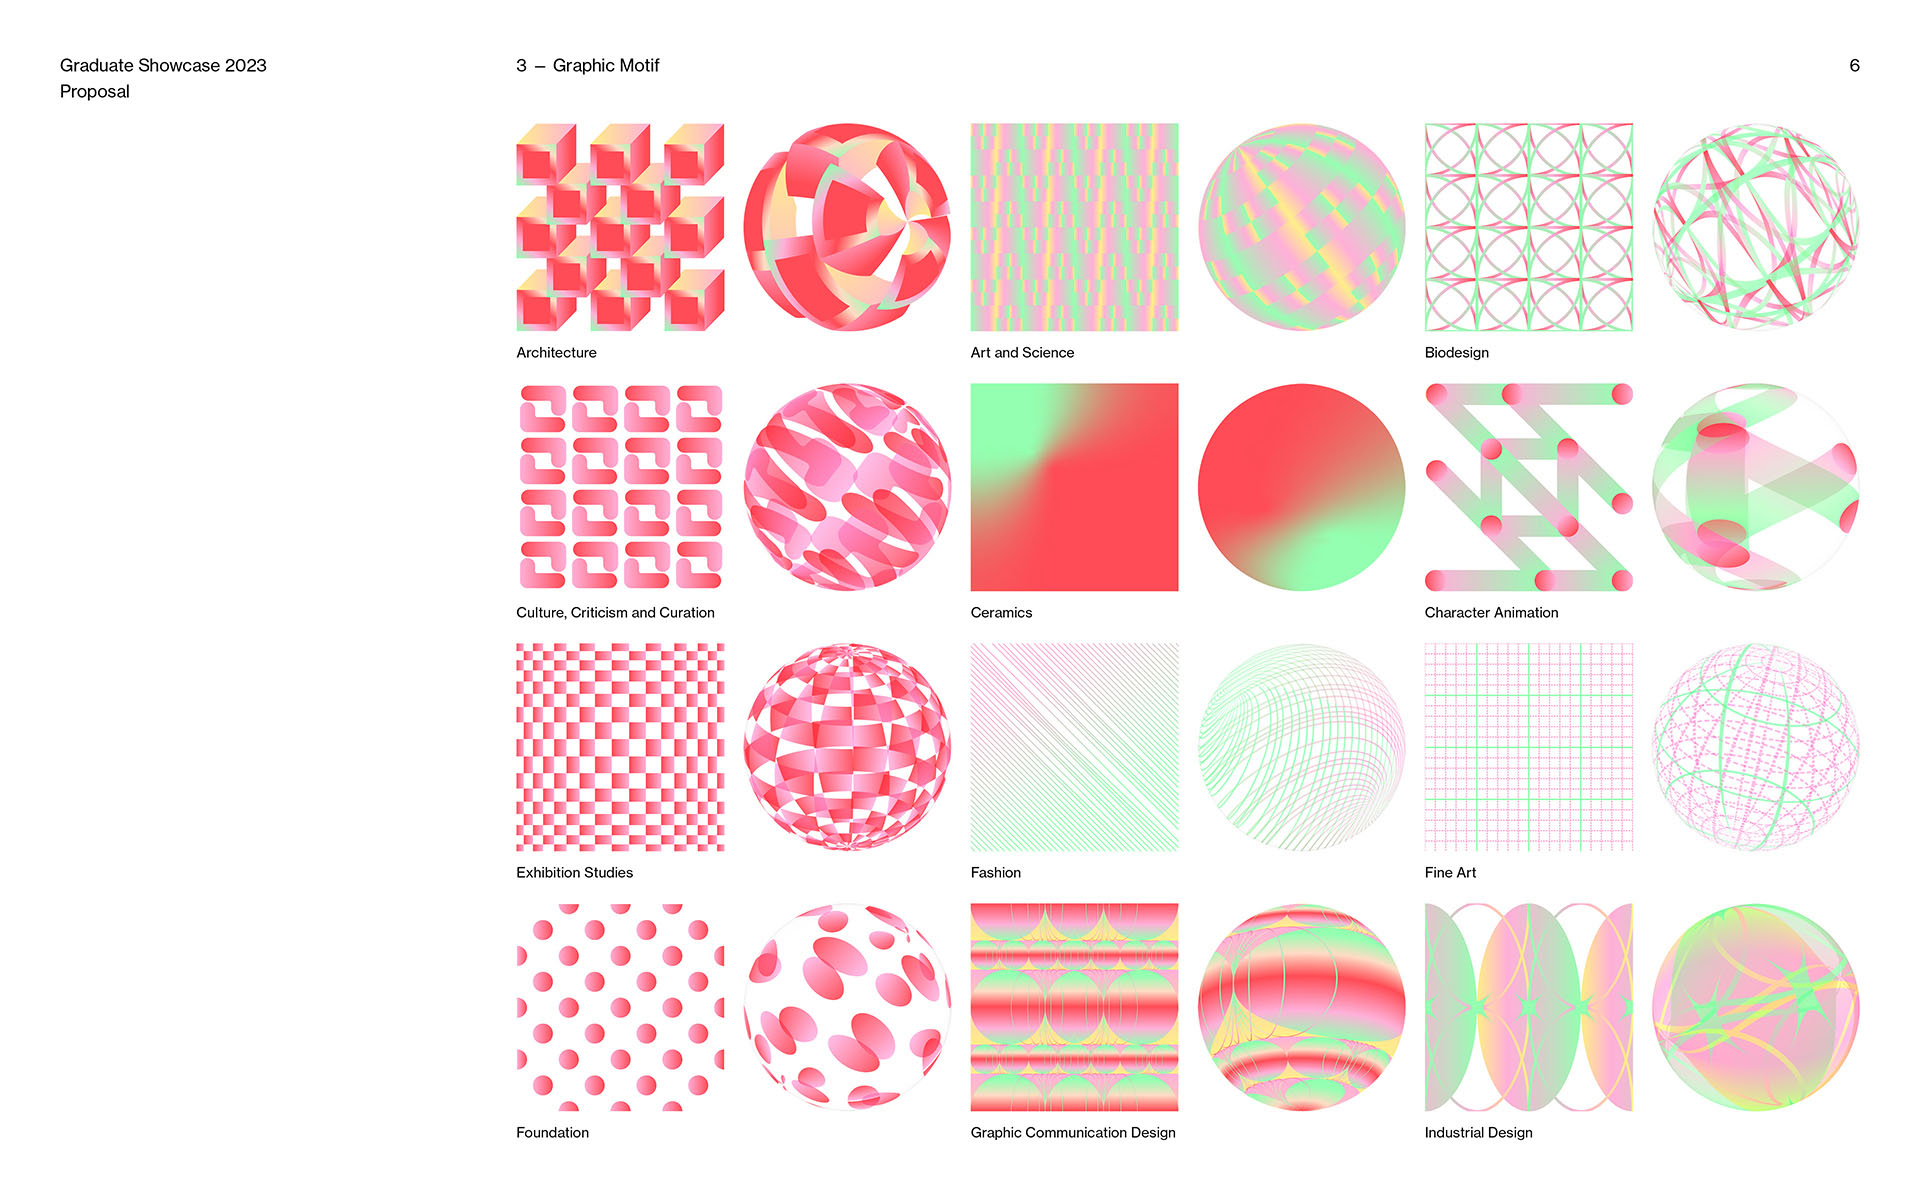 Graduate Showcase 2023
Proposal
3 — Graphic Motif
6
Architecture
Art and Science
Biodesign
Culture, Criticism and Curation
Ceramics
Character Animation
Exhibition Studies
Fashion
Fine Art
Foundation
Graphic Communication Design
Industrial Design